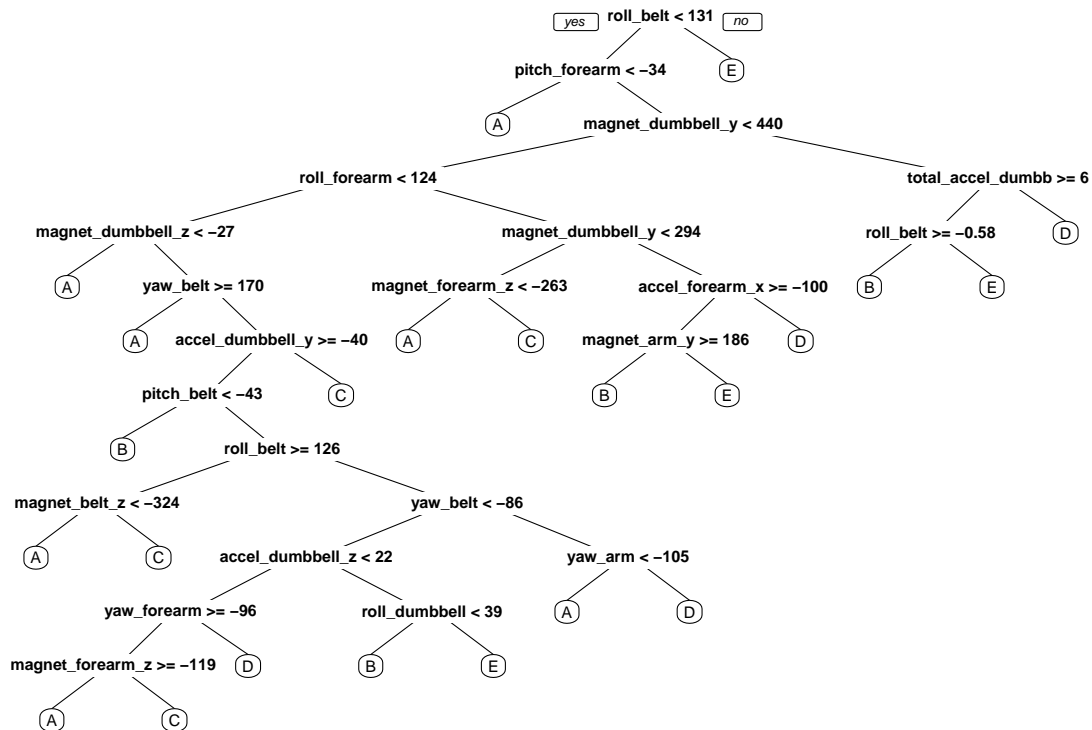 yes roll_belt < 131 no
pitch_forearm < −34 E
A magnet_dumbbell_y < 440
roll_forearm < 124 total_accel_dumbb >= 6
magnet_dumbbell_z < −27 magnet_dumbbell_y < 294 roll_belt >= −0.58 D
A yaw_belt >= 170 magnet_forearm_z < −263 accel_forearm_x >= −100 B E
A accel_dumbbell_y >= −40 A C magnet_arm_y >= 186 D
pitch_belt < −43 C B E
B roll_belt >= 126
magnet_belt_z < −324 yaw_belt < −86
A C accel_dumbbell_z < 22 yaw_arm < −105
yaw_forearm >= −96 roll_dumbbell < 39 A D
magnet_forearm_z >= −119 D B E
A C